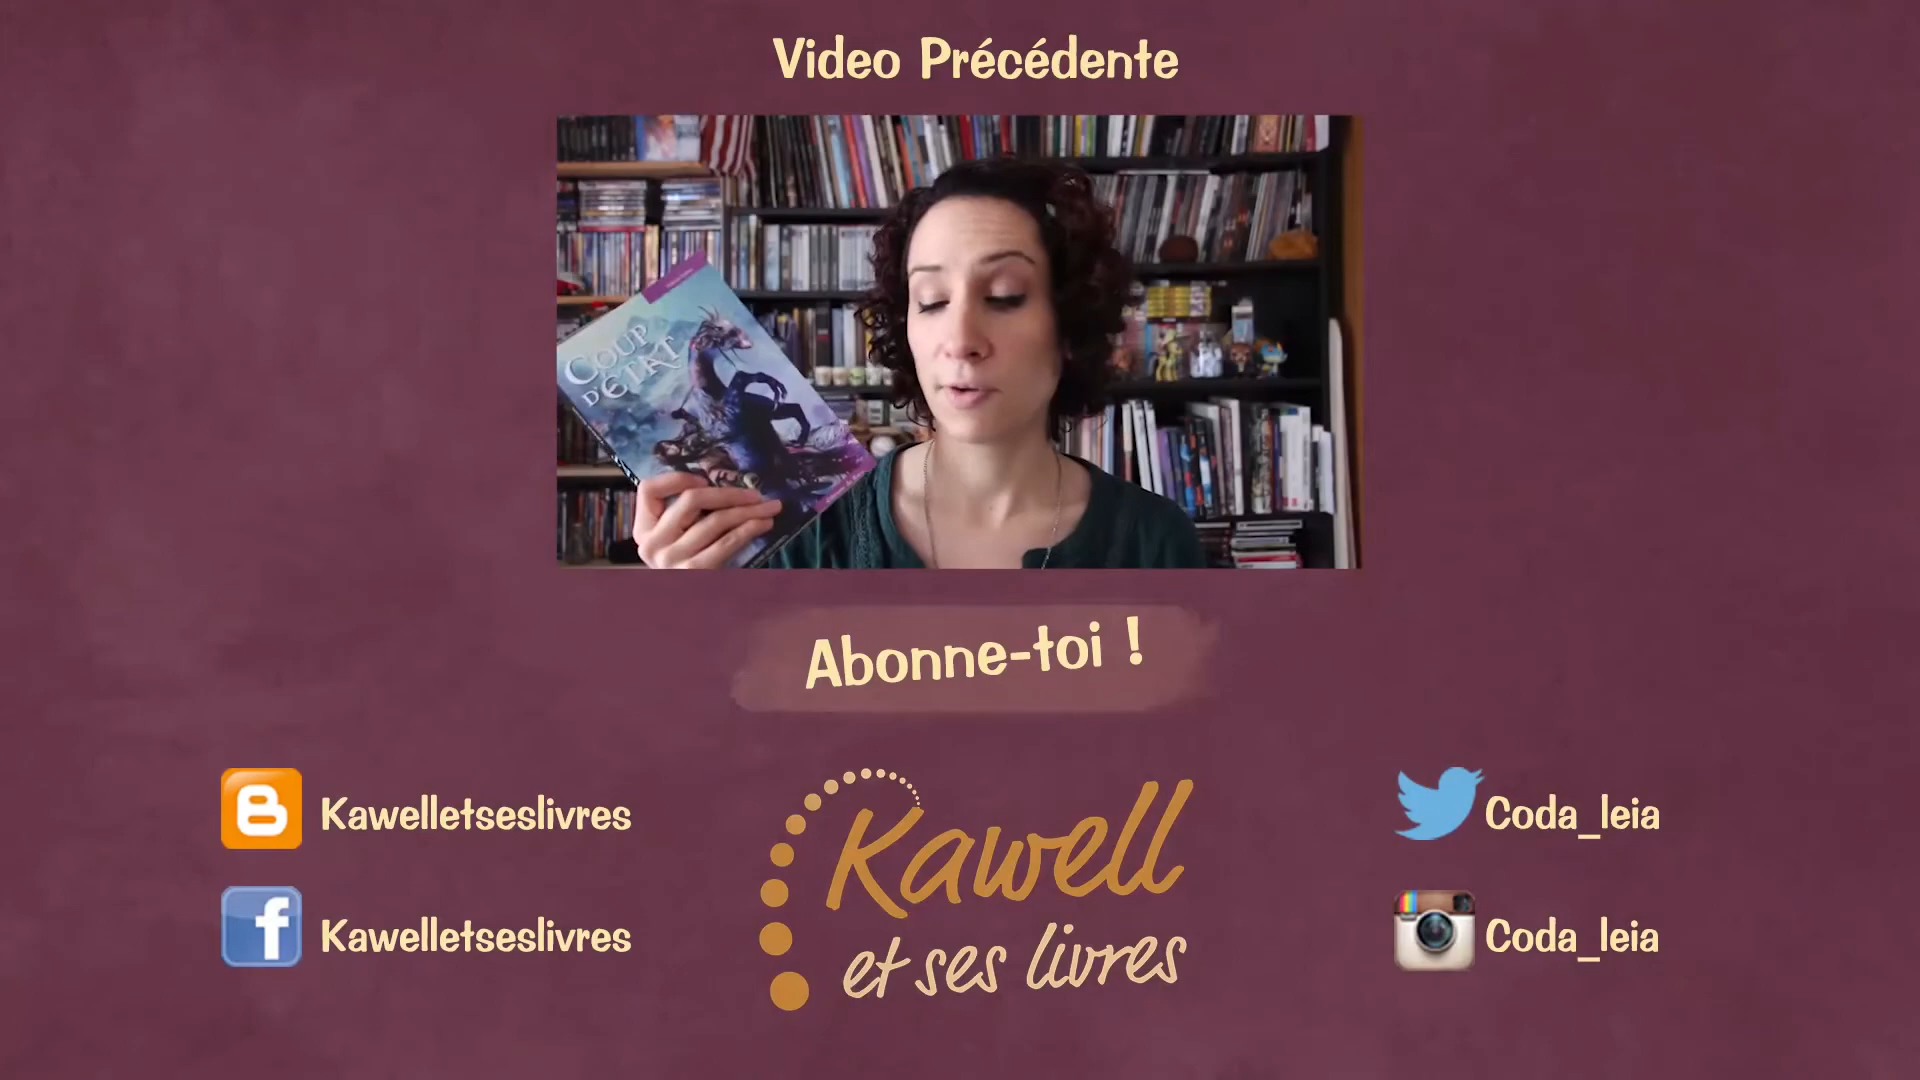 Video Précédente
COUP
D'ÉTAT
Abonne-toi !
Kawelletseslivres
Kawelletseslivres
Kawell
et ses livres
Coda_leia
Coda_leia